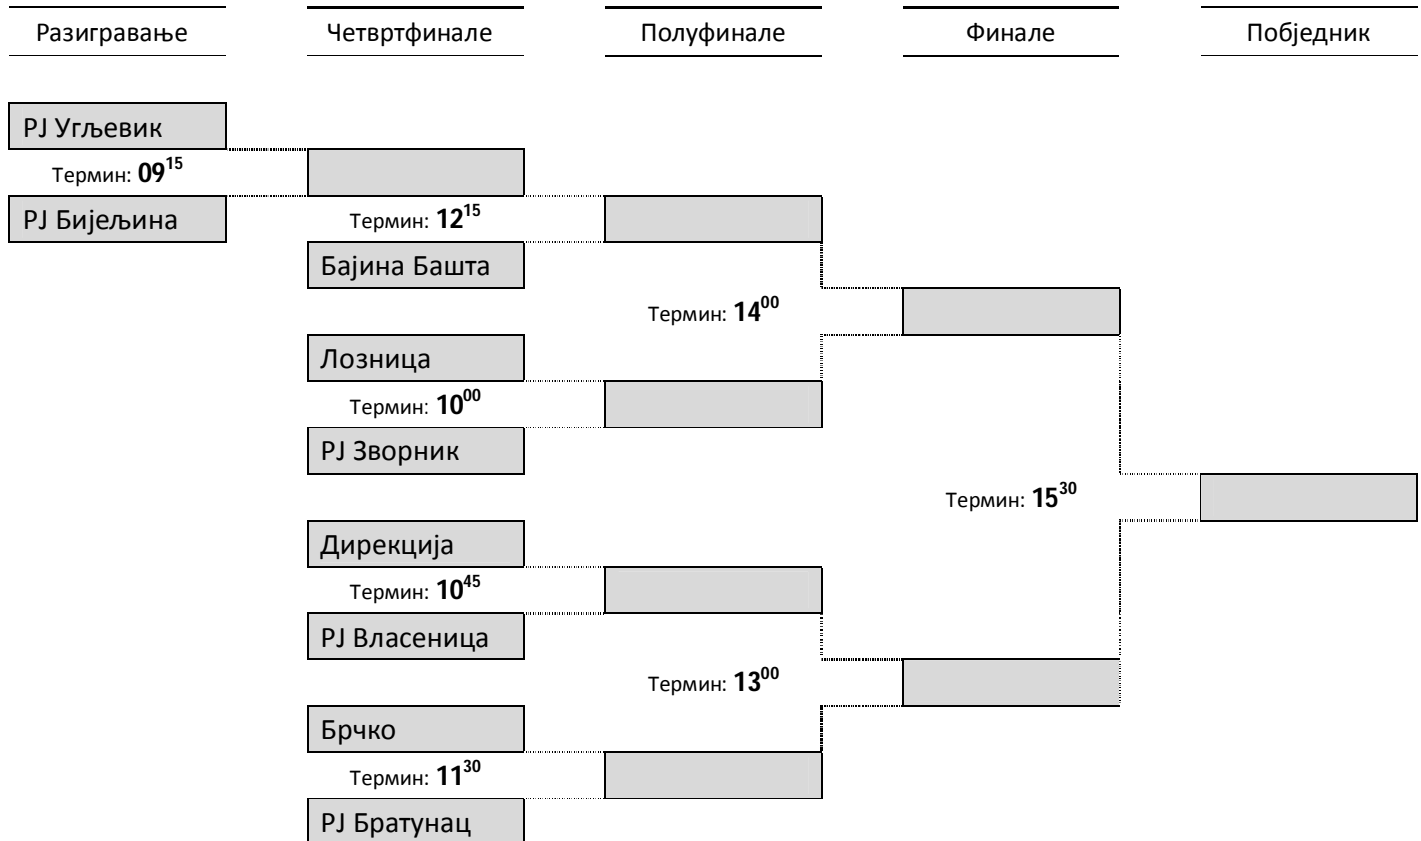 Разигравање Четвртфинале Полуфинале Финале Побједник
РЈ Угљевик
Термин: 09¹⁵
РЈ Бијељина
Термин: 12¹⁵
Бајина Башта
Термин: 14⁰⁰
Лозница
Термин: 10⁰⁰
РЈ Зворник
Термин: 15³⁰
Дирекција
Термин: 10⁴⁵
РЈ Власеница
Термин: 13⁰⁰
Брчко
Термин: 11³⁰
РЈ Братунац